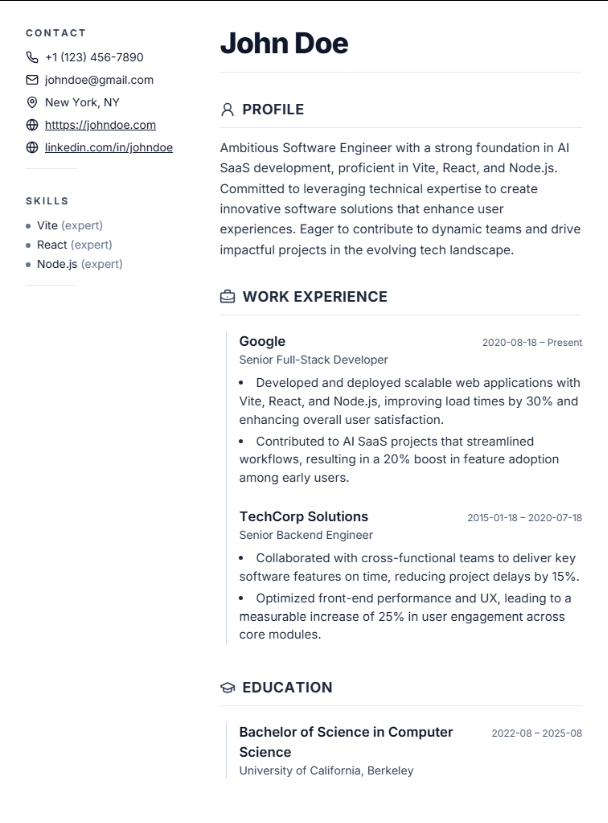 CONTACT
+1 (123) 456-7890
johndoe@gmail.com
New York, NY
htttps://johndoe.com
linkedin.com/in/johndoe
SKILLS
• Vite (expert)
• React (expert)
• Node.js (expert)
John Doe
PROFILE
Ambitious Software Engineer with a strong foundation in AI
SaaS development, proficient in Vite, React, and Node.js.
Committed to leveraging technical expertise to create
innovative software solutions that enhance user
experiences. Eager to contribute to dynamic teams and drive
impactful projects in the evolving tech landscape.
WORK EXPERIENCE
Google 2020-08-18 – Present
Senior Full-Stack Developer
• Developed and deployed scalable web applications with
Vite, React, and Node.js, improving load times by 30% and
enhancing overall user satisfaction.
• Contributed to AI SaaS projects that streamlined
workflows, resulting in a 20% boost in feature adoption
among early users.
TechCorp Solutions 2015-01-18 – 2020-07-18
Senior Backend Engineer
• Collaborated with cross-functional teams to deliver key
software features on time, reducing project delays by 15%.
• Optimized front-end performance and UX, leading to a
measurable increase of 25% in user engagement across
core modules.
EDUCATION
Bachelor of Science in Computer 2022-08 – 2025-08
Science
University of California, Berkeley